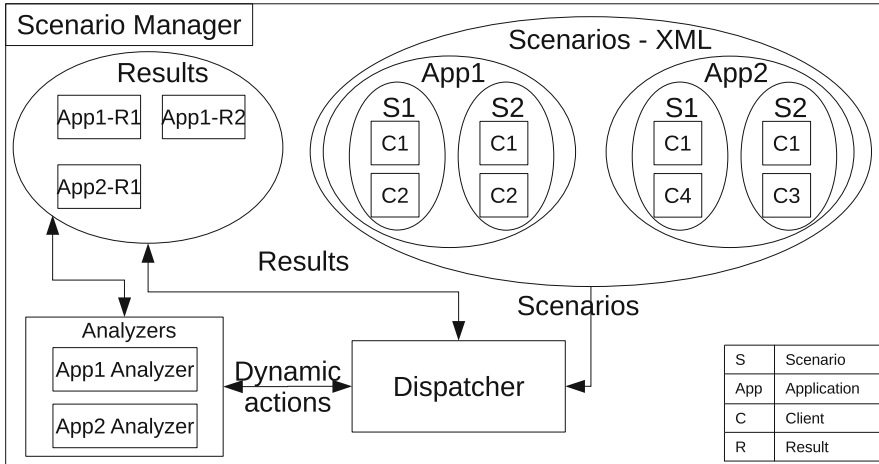 Scenario Manager
Results
App1-R1
App1-R2
App2-R1
Scenarios - XML
App1
App2
S1
S2
S1
S2
C1
C1
C1
C1
C2
C2
C4
C3
Results
Scenarios
Analyzers
App1 Analyzer
App2 Analyzer
Dynamic
actions
Dispatcher
S Scenario
App Application
C Client
R Result